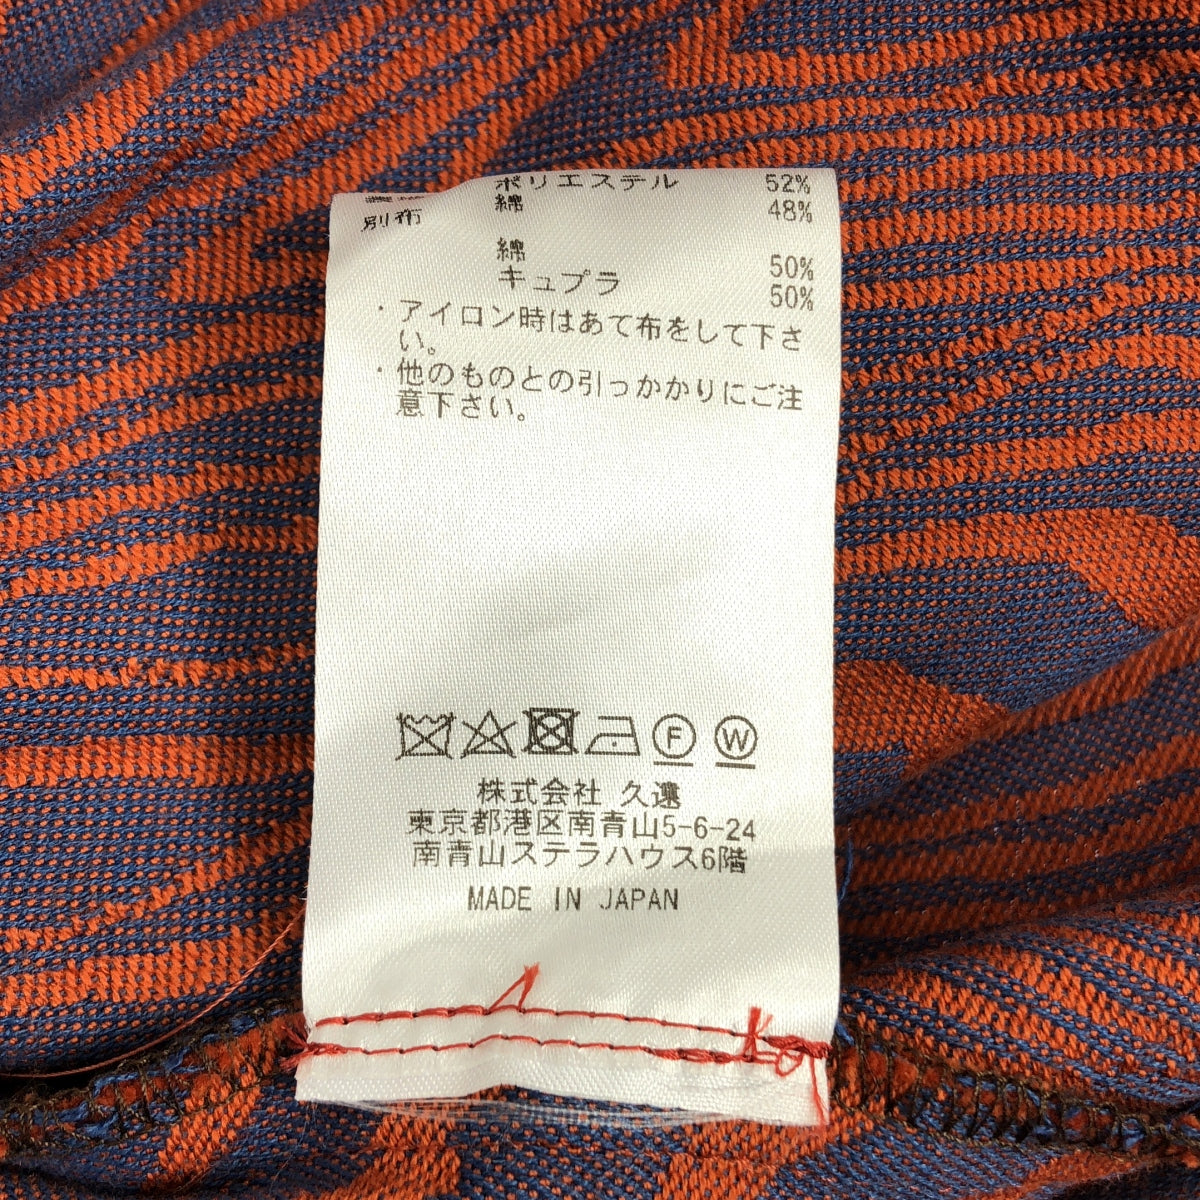 ポリエステル 52%
綿 48%
別布
綿 50%
キュプラ 50%
・アイロン時はあて布をして下さ
い。
・他のものとの引っかかりにご注
意下さい。
F W
株式会社 久遠
東京都港区南青山5-6-24
南青山ステラハウス6階
MADE IN JAPAN